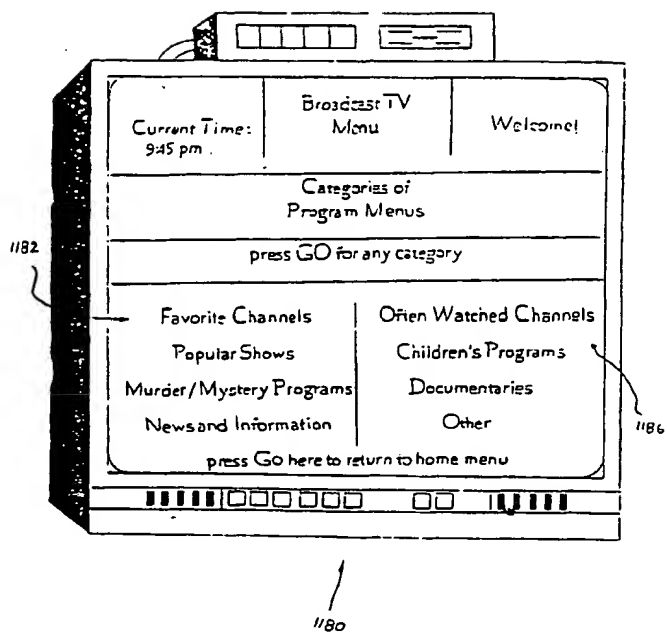 Broadcast TV
Menu
Current Time:
9:45 pm
Welcome!
Categories of
Program Menus
press GO for any category
1182
Favorite Channels
Often Watched Channels
Popular Shows
Children's Programs
Murder/Mystery Programs
Documentaries
News and Information
Other
1186
press Go here to return to home menu
1180